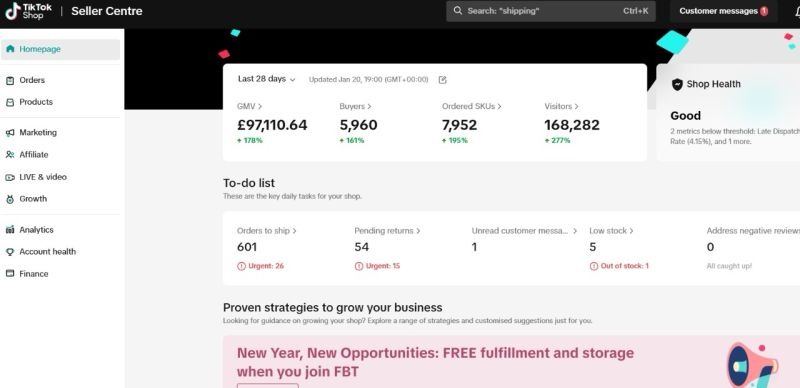 TikTok
Shop
Seller Centre
Search: "shipping"
Ctrl+K
Customer messages
1
Homepage
Orders
Products
Marketing
Affiliate
LIVE & video
Growth
Analytics
Account health
Finance
Last 28 days
Updated Jan 20, 19:00 (GMT+00:00)
GMV >
£97,110.64
+ 178%
Buyers >
5,960
+ 161%
Ordered SKUs >
7,952
+ 195%
Visitors >
168,282
+ 277%
Shop Health
Good
2 metrics below threshold: Late Dispatch
Rate (4.15%), and 1 more.
To-do list
These are the key daily tasks for your shop.
Orders to ship >
601
Urgent: 26
Pending returns >
54
Urgent: 15
Unread customer messa... >
1
Low stock >
5
Out of stock: 1
Address negative reviews
0
All caught up!
Proven strategies to grow your business
Looking for guidance on growing your shop? Explore a range of strategies and customised suggestions just for you.
New Year, New Opportunities: FREE fulfillment and storage
when you join FBT